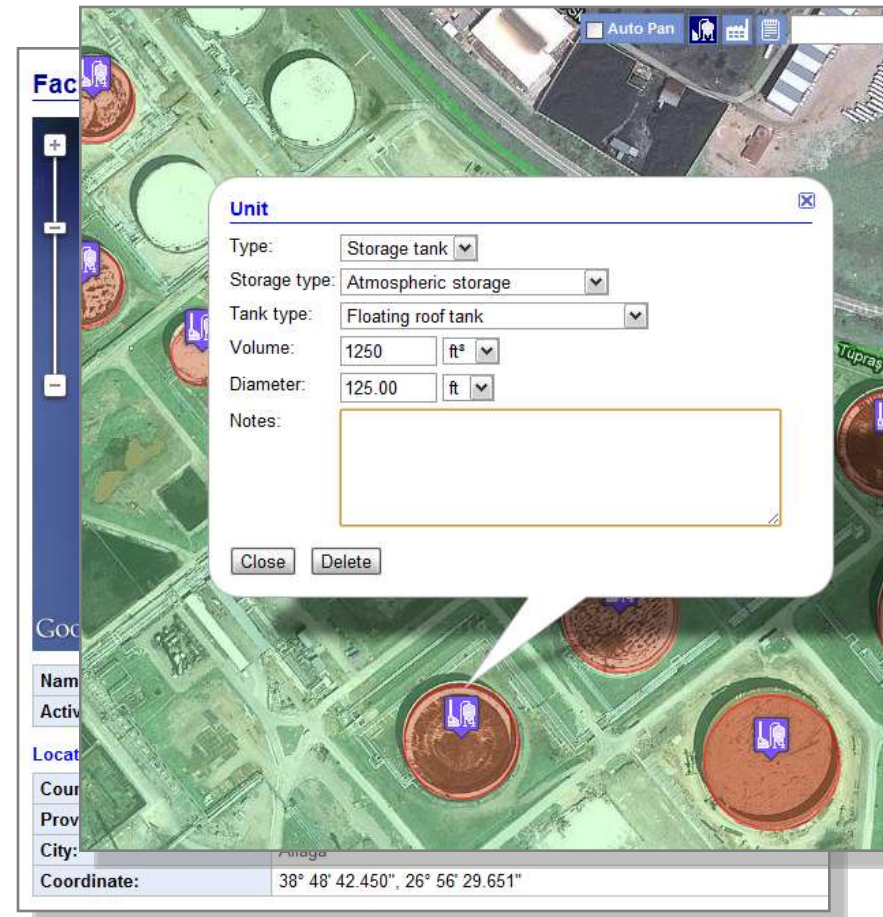 Auto Pan
Fac
Unit
Type: Storage tank
Storage type: Atmospheric storage
Tank type: Floating roof tank
Volume: 1250 ft³
Diameter: 125.00 ft
Notes:
Close Delete
Tüpraş
Goo
Nam
Activ
Locat
Coun
Prov
City: Aliağa
Coordinate: 38° 48' 42.450", 26° 56' 29.651"